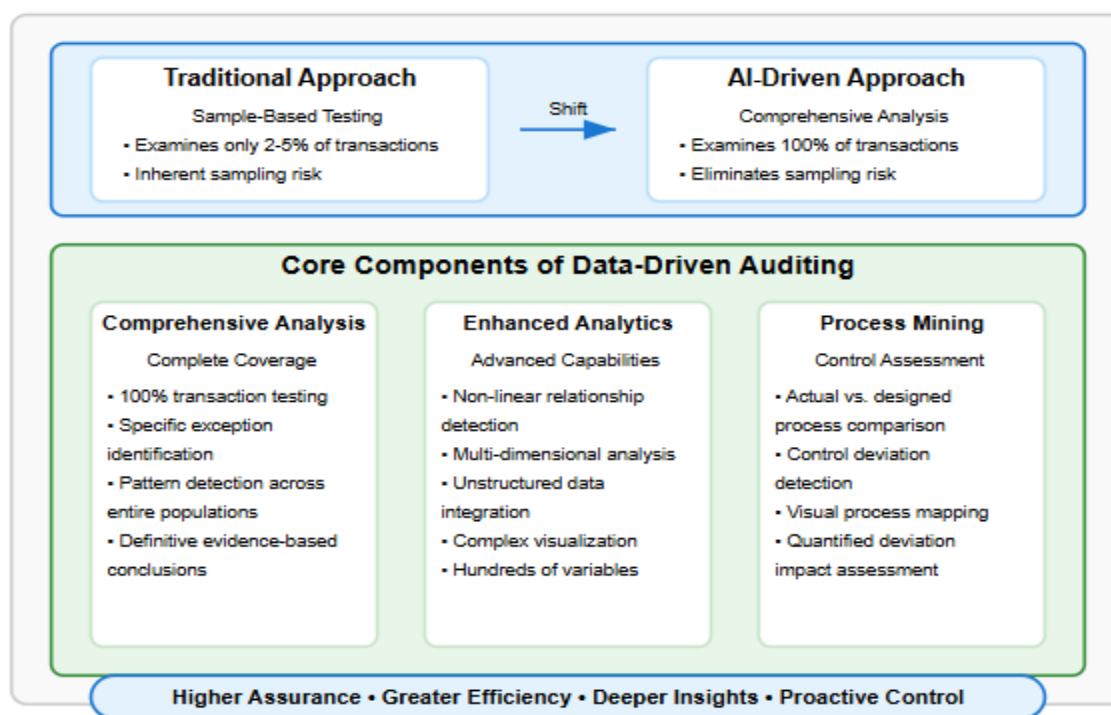 Traditional Approach
Sample-Based Testing
• Examines only 2-5% of transactions
• Inherent sampling risk
Shift
AI-Driven Approach
Comprehensive Analysis
• Examines 100% of transactions
• Eliminates sampling risk
Core Components of Data-Driven Auditing
Comprehensive Analysis
Complete Coverage
• 100% transaction testing
• Specific exception
identification
• Pattern detection across
entire populations
• Definitive evidence-based
conclusions
Enhanced Analytics
Advanced Capabilities
• Non-linear relationship
detection
• Multi-dimensional analysis
• Unstructured data
integration
• Complex visualization
• Hundreds of variables
Process Mining
Control Assessment
• Actual vs. designed
process comparison
• Control deviation
detection
• Visual process mapping
• Quantified deviation
impact assessment
Higher Assurance • Greater Efficiency • Deeper Insights • Proactive Control